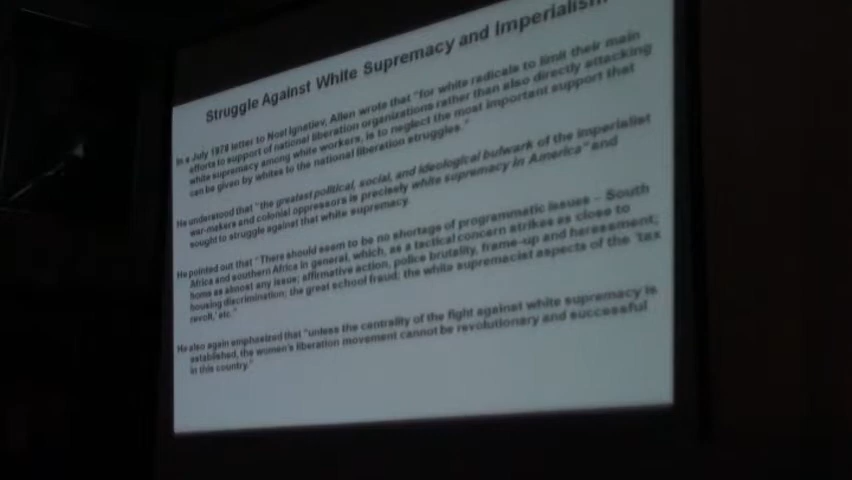 Struggle Against White Supremacy and Imperialism
In a July 1978 letter to Noel Ignatiev, Allen wrote that "for white radicals to limit their main
efforts to support of national liberation organizations rather than also directly attacking
white supremacy among white workers, is to neglect the most important support that
can be given by whites to the national liberation struggles."
He understood that "the greatest political, social, and ideological bulwark of the imperialist
war-makers and colonial oppressors is precisely white supremacy in America" and
sought to struggle against that white supremacy.
He pointed out that "There should seem to be no shortage of programmatic issues – South
Africa and southern Africa in general, which, as a tactical concern strikes as close to
home as almost any issue; affirmative action, police brutality, frame-up and harassment;
housing discrimination; the great school fraud; the white supremacist aspects of the 'tax
revolt,' etc."
He also again emphasized that "unless the centrality of the fight against white supremacy is
established, the women's liberation movement cannot be revolutionary and successful
in this country."